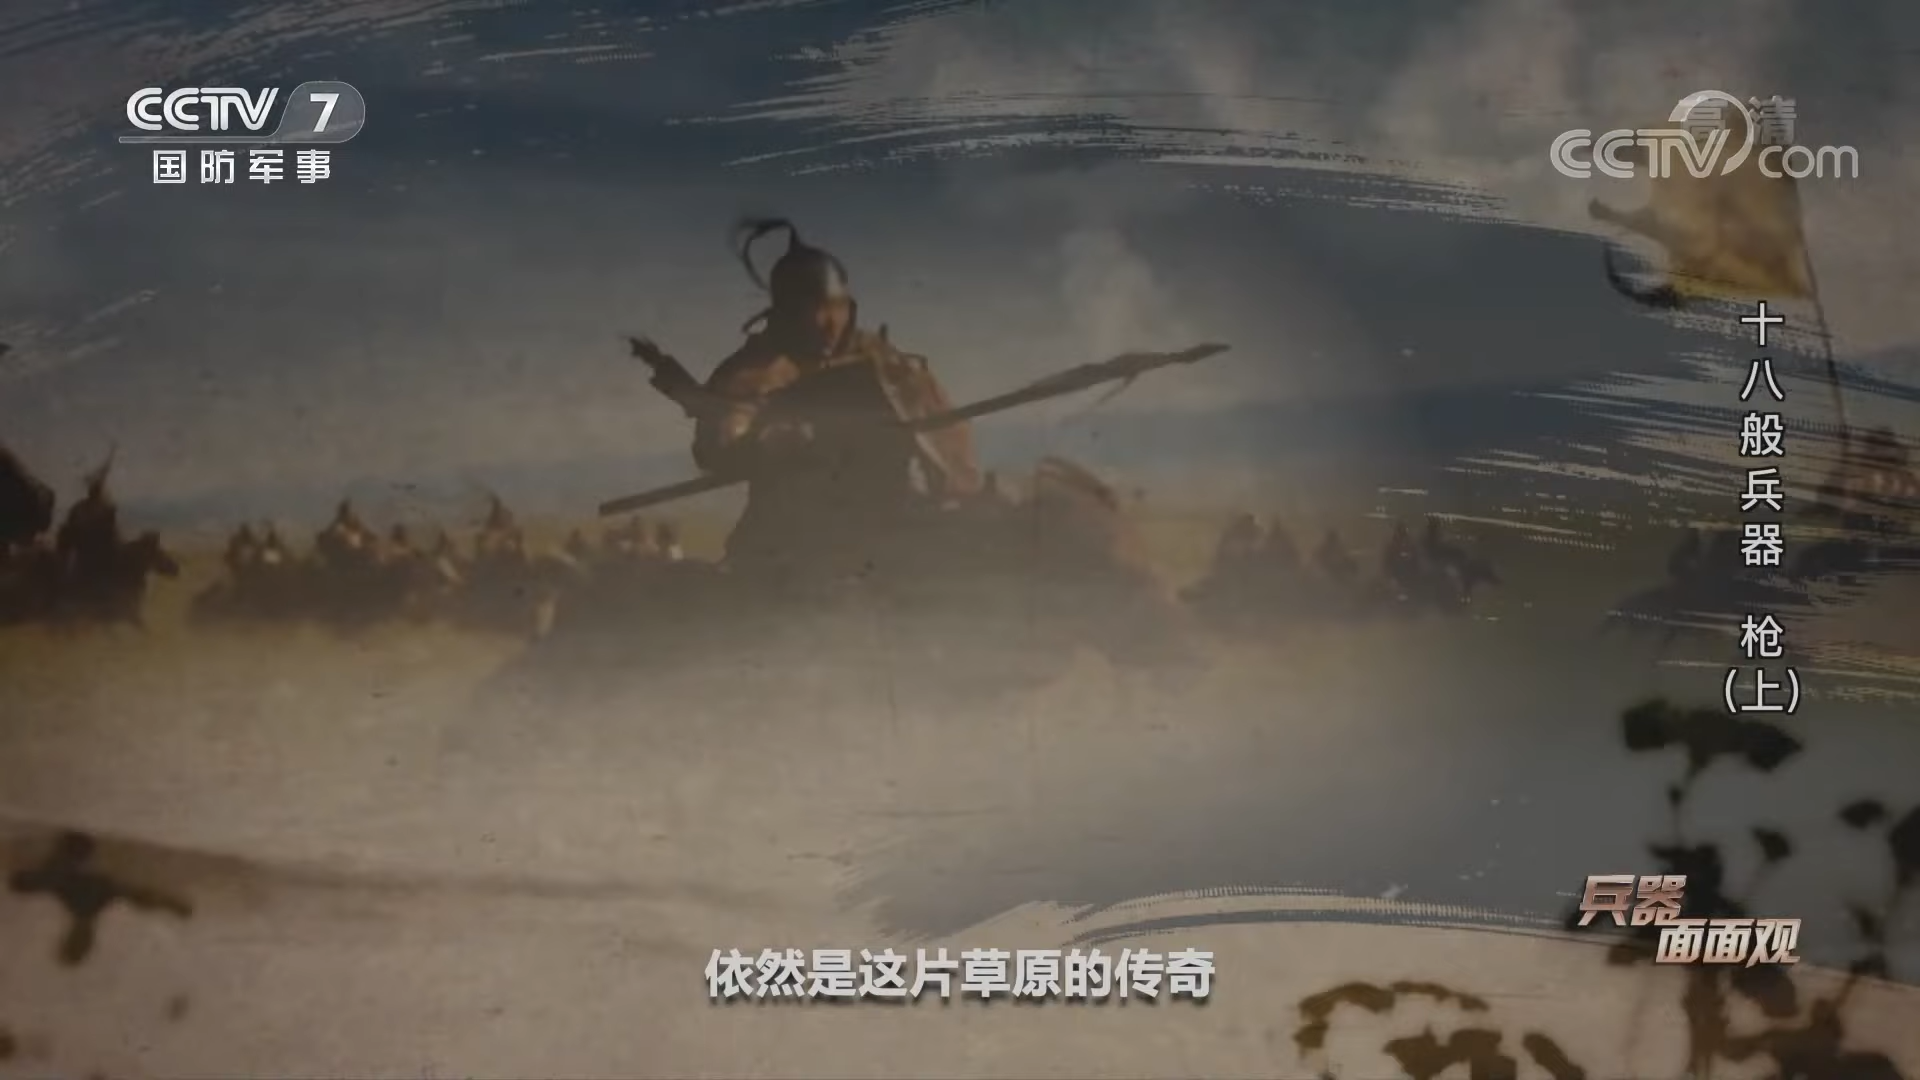 CCTV 7
国防军事
高清
CCTV.com
十八般兵器 枪(上)
兵器
面面观
依然是这片草原的传奇